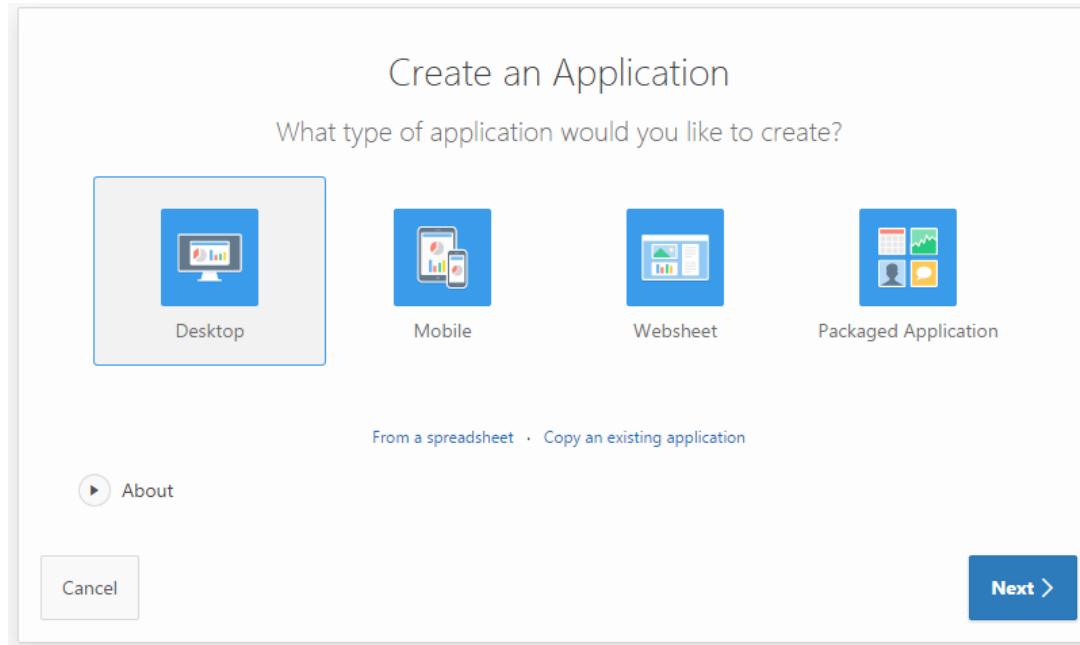 Create an Application
What type of application would you like to create?
Desktop
Mobile
Websheet
Packaged Application
From a spreadsheet · Copy an existing application
About
Cancel
Next